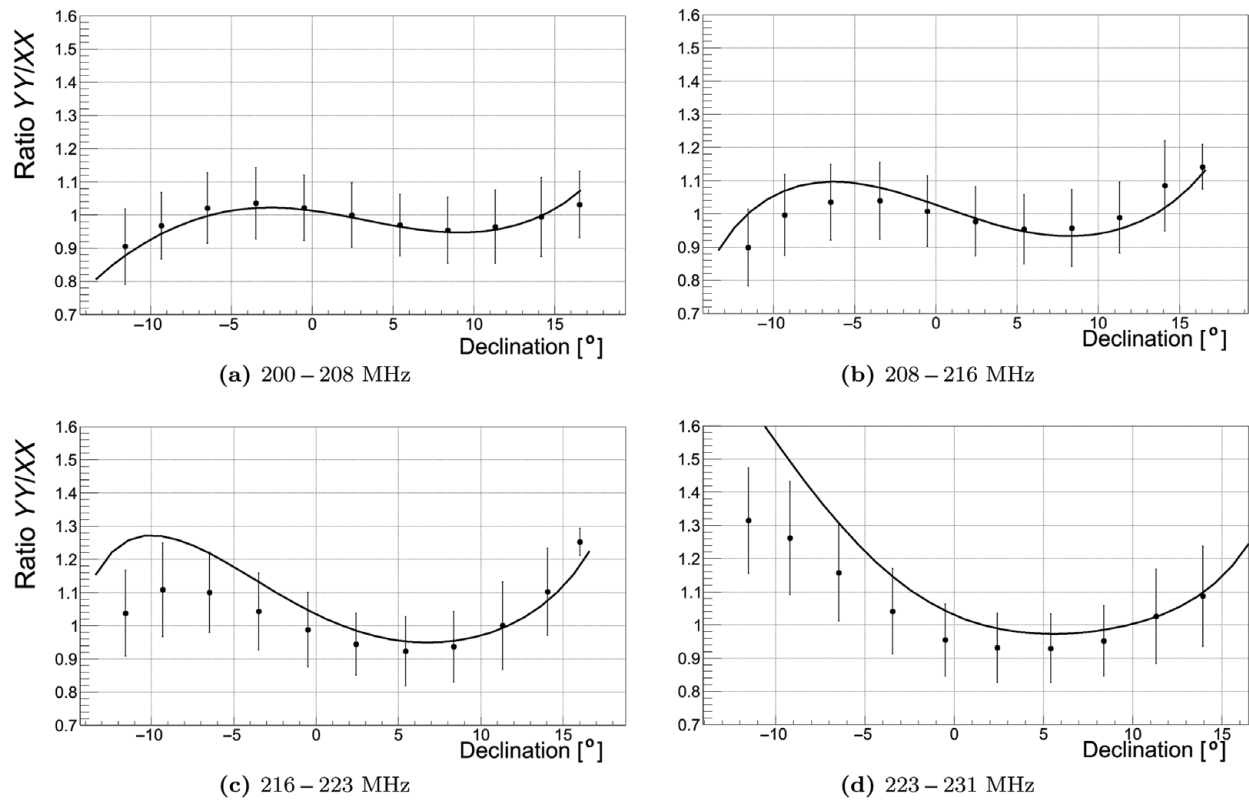 1.6
1.5
1.4
1.3
1.2
1.1
1
0.9
0.8
0.7
Ratio YY/XX
−10 −5 0 5 10 15
Declination [°]
(a) 200 – 208 MHz
1.6
1.5
1.4
1.3
1.2
1.1
1
0.9
0.8
0.7
−10 −5 0 5 10 15
Declination [°]
(b) 208 – 216 MHz
1.6
1.5
1.4
1.3
1.2
1.1
1
0.9
0.8
0.7
Ratio YY/XX
−10 −5 0 5 10 15
Declination [°]
(c) 216 – 223 MHz
1.6
1.5
1.4
1.3
1.2
1.1
1
0.9
0.8
0.7
−10 −5 0 5 10 15
Declination [°]
(d) 223 – 231 MHz